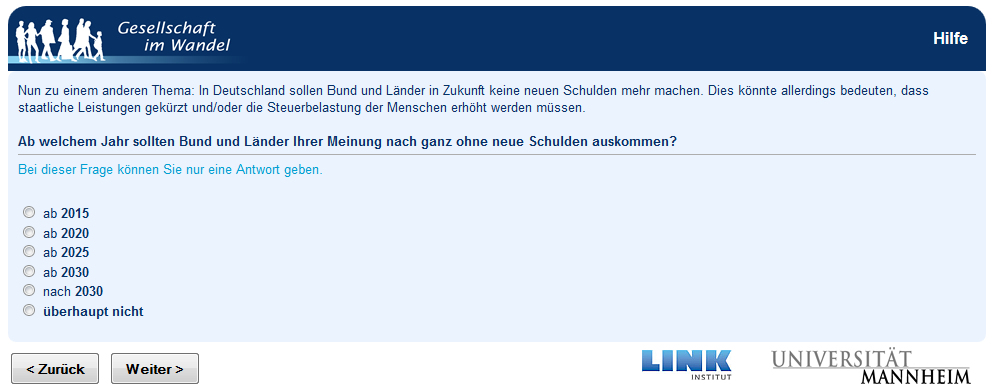 Gesellschaft
im Wandel
Hilfe
Nun zu einem anderen Thema: In Deutschland sollen Bund und Länder in Zukunft keine neuen Schulden mehr machen. Dies könnte allerdings bedeuten, dass
staatliche Leistungen gekürzt und/oder die Steuerbelastung der Menschen erhöht werden müssen.
Ab welchem Jahr sollten Bund und Länder Ihrer Meinung nach ganz ohne neue Schulden auskommen?
Bei dieser Frage können Sie nur eine Antwort geben.
ab 2015
ab 2020
ab 2025
ab 2030
nach 2030
überhaupt nicht
< Zurück
Weiter >
LINK
INSTITUT
UNIVERSITÄT
MANNHEIM